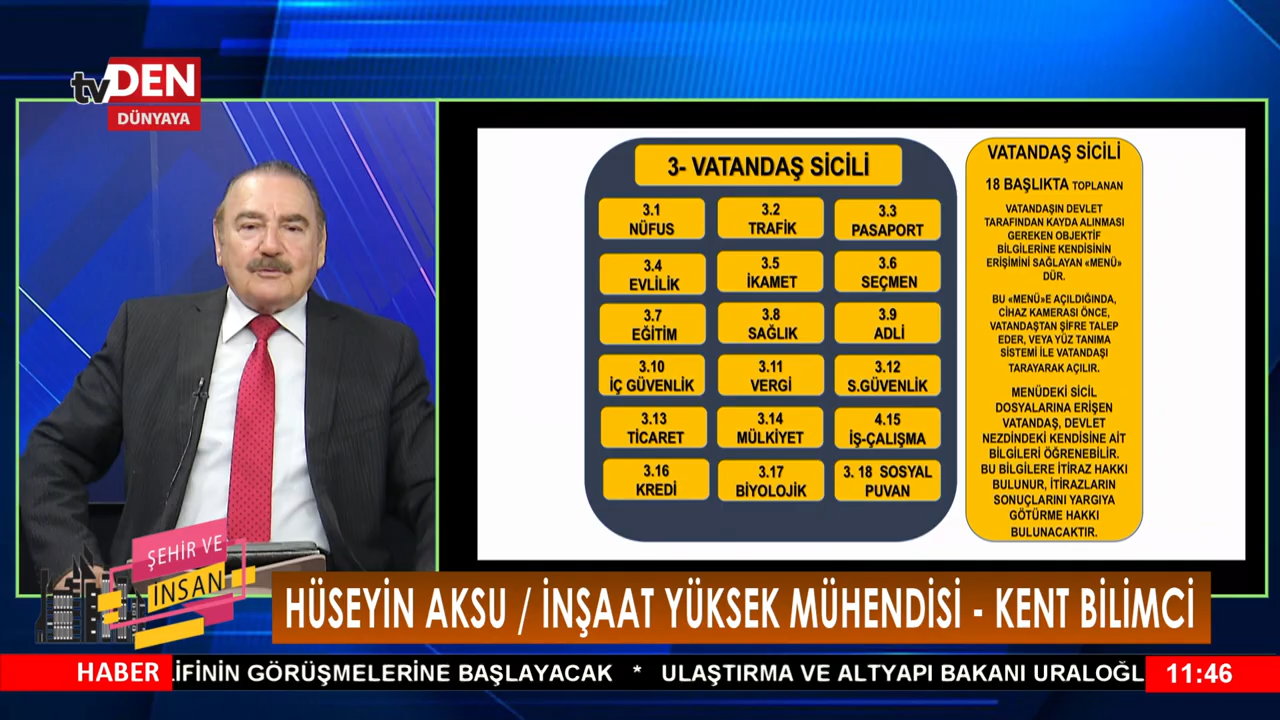 tvDEN
DÜNYAYA
3- VATANDAŞ SİCİLİ
3.1
NÜFUS
3.2
TRAFİK
3.3
PASAPORT
3.4
EVLİLİK
3.5
İKAMET
3.6
SEÇMEN
3.7
EĞİTİM
3.8
SAĞLIK
3.9
ADLİ
3.10
İÇ GÜVENLİK
3.11
VERGİ
3.12
S.GÜVENLİK
3.13
TİCARET
3.14
MÜLKİYET
4.15
İŞ-ÇALIŞMA
3.16
KREDİ
3.17
BİYOLOJİK
3. 18 SOSYAL
PUVAN
VATANDAŞ SİCİLİ
18 BAŞLIKTA TOPLANAN
VATANDAŞIN DEVLET
TARAFINDAN KAYDA ALINMASI
GEREKEN OBJEKTİF
BİLGİLERİNE KENDİSİNİN
ERİŞİMİNİ SAĞLAYAN «MENÜ»
DÜR.
BU «MENÜ»E AÇILDIĞINDA,
CİHAZ KAMERASI ÖNCE,
VATANDAŞTAN ŞİFRE TALEP
EDER, VEYA YÜZ TANIMA
SİSTEMİ İLE VATANDAŞI
TARAYARAK AÇILIR.
MENÜDEKİ SİCİL
DOSYALARINA ERİŞEN
VATANDAŞ, DEVLET
NEZDİNDEKİ KENDİSİNE AİT
BİLGİLERİ ÖĞRENEBİLİR.
BU BİLGİLERE İTİRAZ HAKKI
BULUNUR, İTİRAZLARIN
SONUÇLARINI YARGIYA
GÖTÜRME HAKKI
BULUNACAKTIR.
ŞEHİR VE
İNSAN
HÜSEYİN AKSU / İNŞAAT YÜKSEK MÜHENDİSİ - KENT BİLİMCİ
HABER LİFİNİN GÖRÜŞMELERİNE BAŞLAYACAK * ULAŞTIRMA VE ALTYAPI BAKANI URALOĞL 11:46